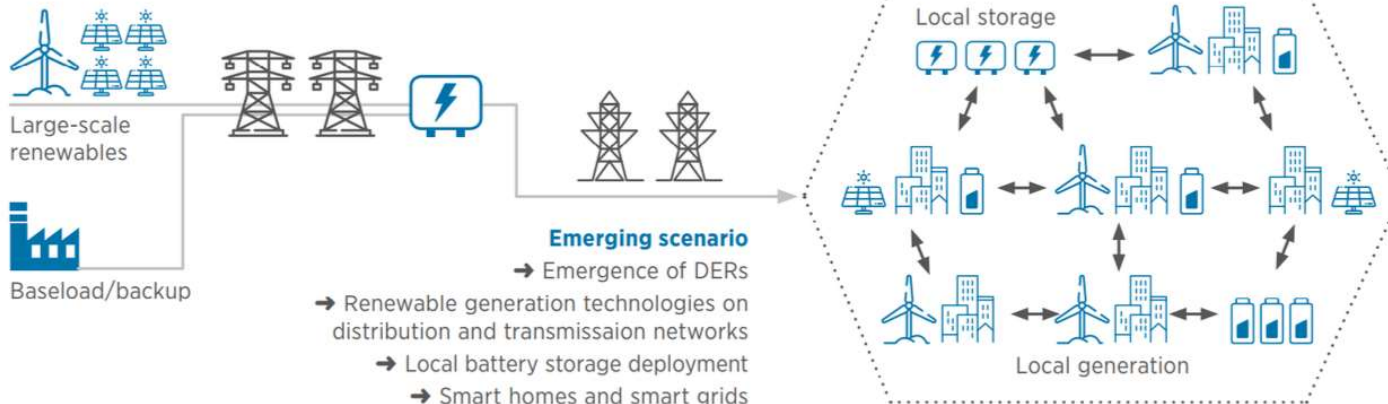 Local storage
Large-scale
renewables
Baseload/backup
Emerging scenario
➔ Emergence of DERs
➔ Renewable generation technologies on
distribution and transmissaion networks
➔ Local battery storage deployment
➔ Smart homes and smart grids
Local generation